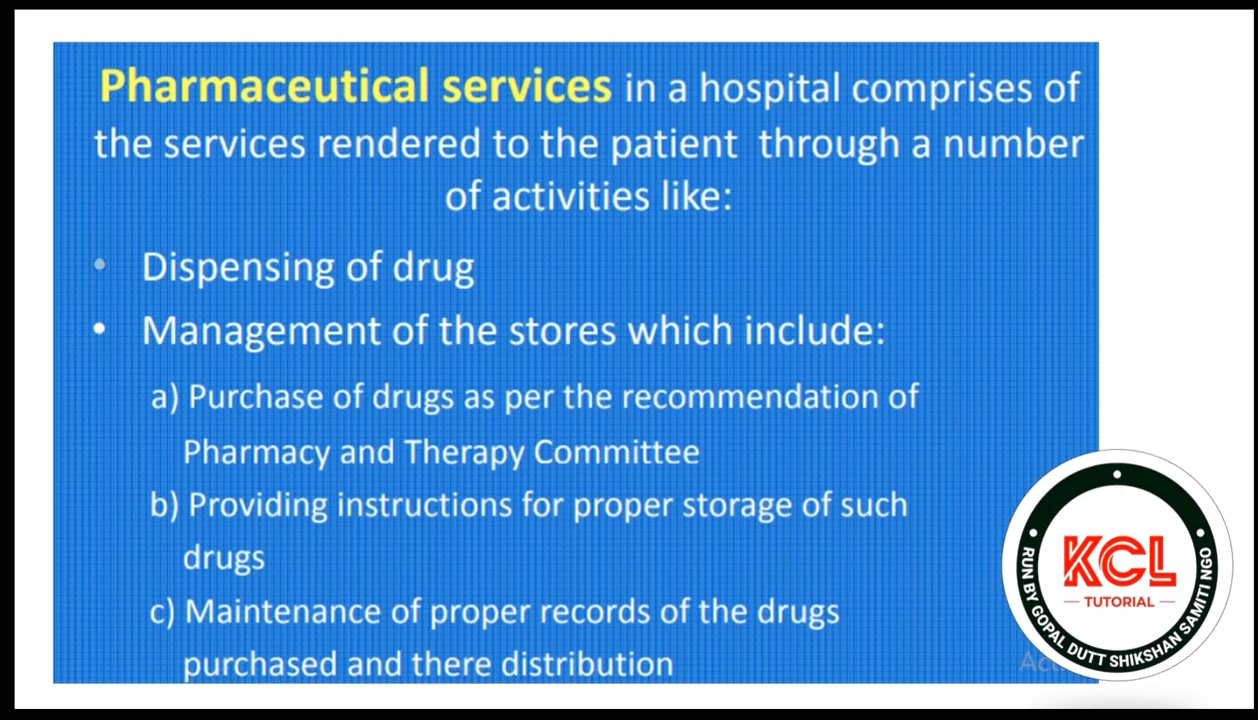 Pharmaceutical services in a hospital comprises of
the services rendered to the patient through a number
of activities like:
• Dispensing of drug
• Management of the stores which include:
a) Purchase of drugs as per the recommendation of
Pharmacy and Therapy Committee
b) Providing instructions for proper storage of such
drugs
c) Maintenance of proper records of the drugs
purchased and there distribution
KCL
TUTORIAL
RUN BY GOPAL DUTT SHIKSHAN SAMITI NGO